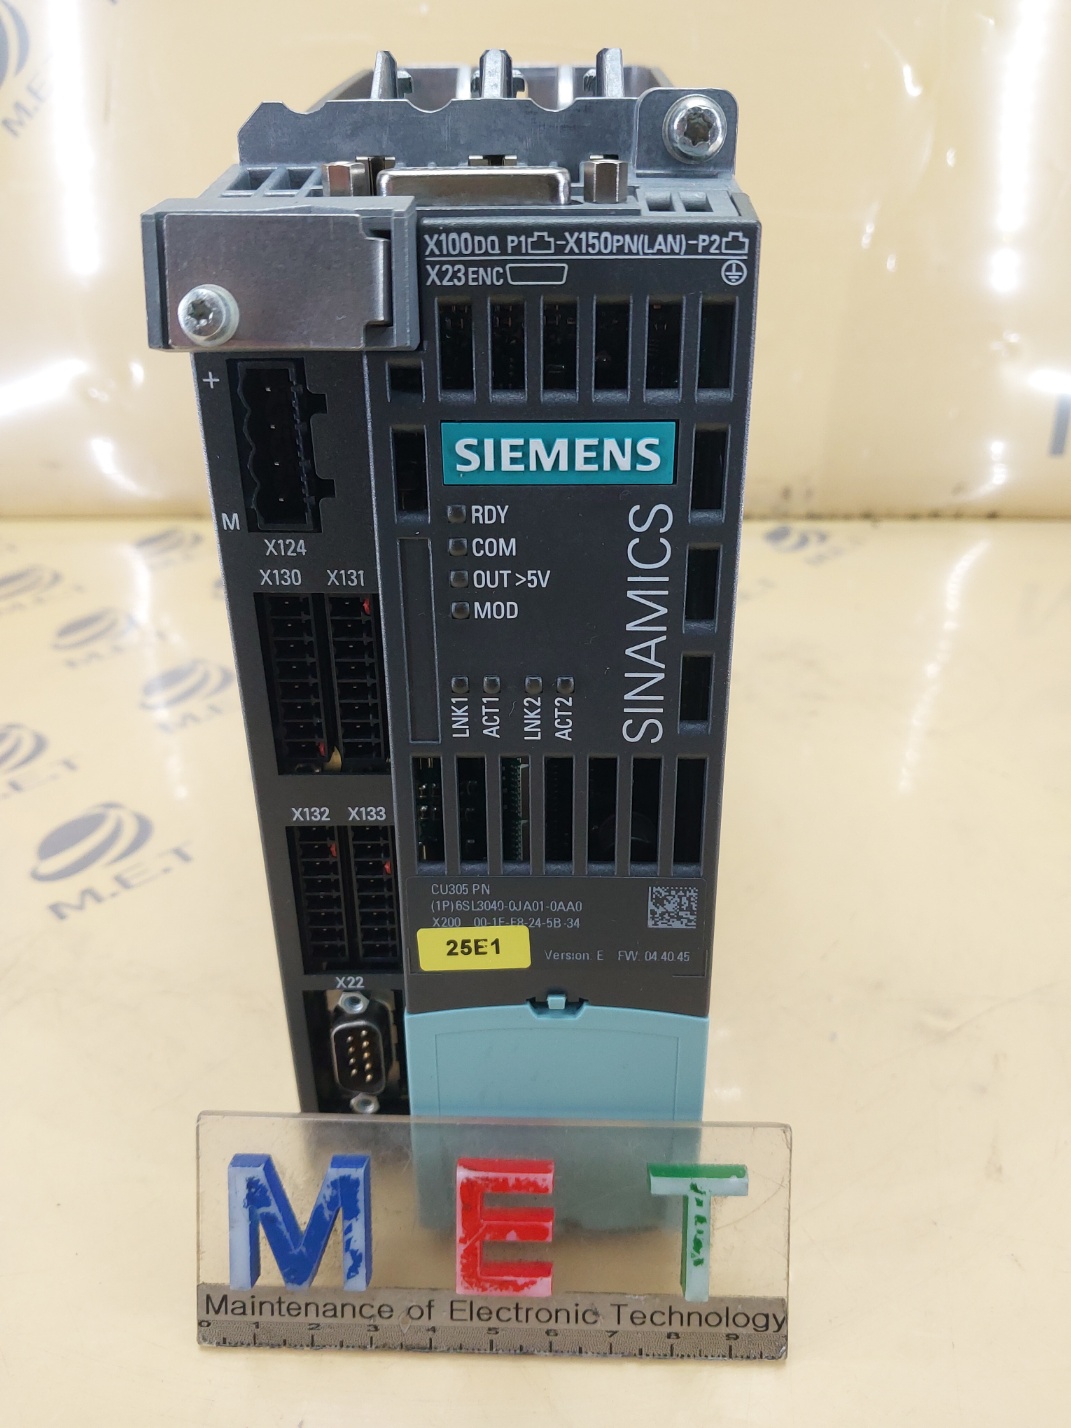 X100DQ P1-X150PN(LAN)-P2
X23ENC
+
SIEMENS
M
X124
X130 X131
RDY
COM
OUT >5V
MOD
SINAMICS
LNK1
ACT1
LNK2
ACT2
X132 X133
CU305 PN
(1P)6SL3040-0JA01-0AA0
X200 00-1F-F8-24-5B-34
25E1
Version E FW. 04 40 45
X22
M E T
Maintenance of Electronic Technology
0 1 2 3 4 5 6 7 8 9
M.E.T
M.E.T
M.E.T